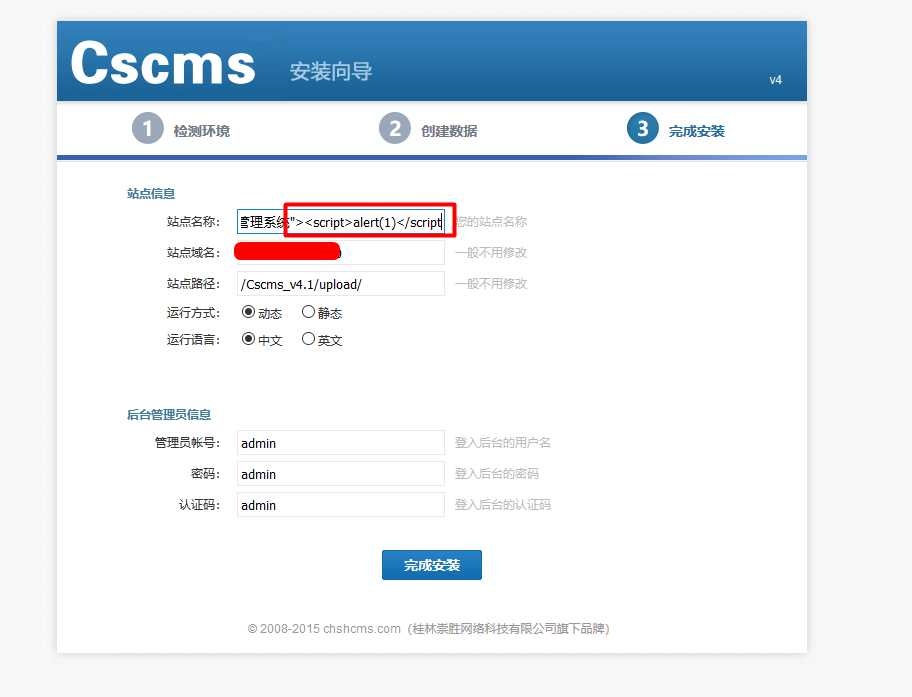 Cscms 安装向导 v4
1 检测环境 2 创建数据 3 完成安装
站点信息
站点名称: 管理系统"><script>alert(1)</script 您的站点名称
站点域名: 一般不用修改
站点路径: /Cscms_v4.1/upload/ 一般不用修改
运行方式: 动态 静态
运行语言: 中文 英文
后台管理员信息
管理员帐号: admin 登入后台的用户名
密码: admin 登入后台的密码
认证码: admin 登入后台的认证码
完成安装
© 2008-2015 chshcms.com (桂林崇胜网络科技有限公司旗下品牌)